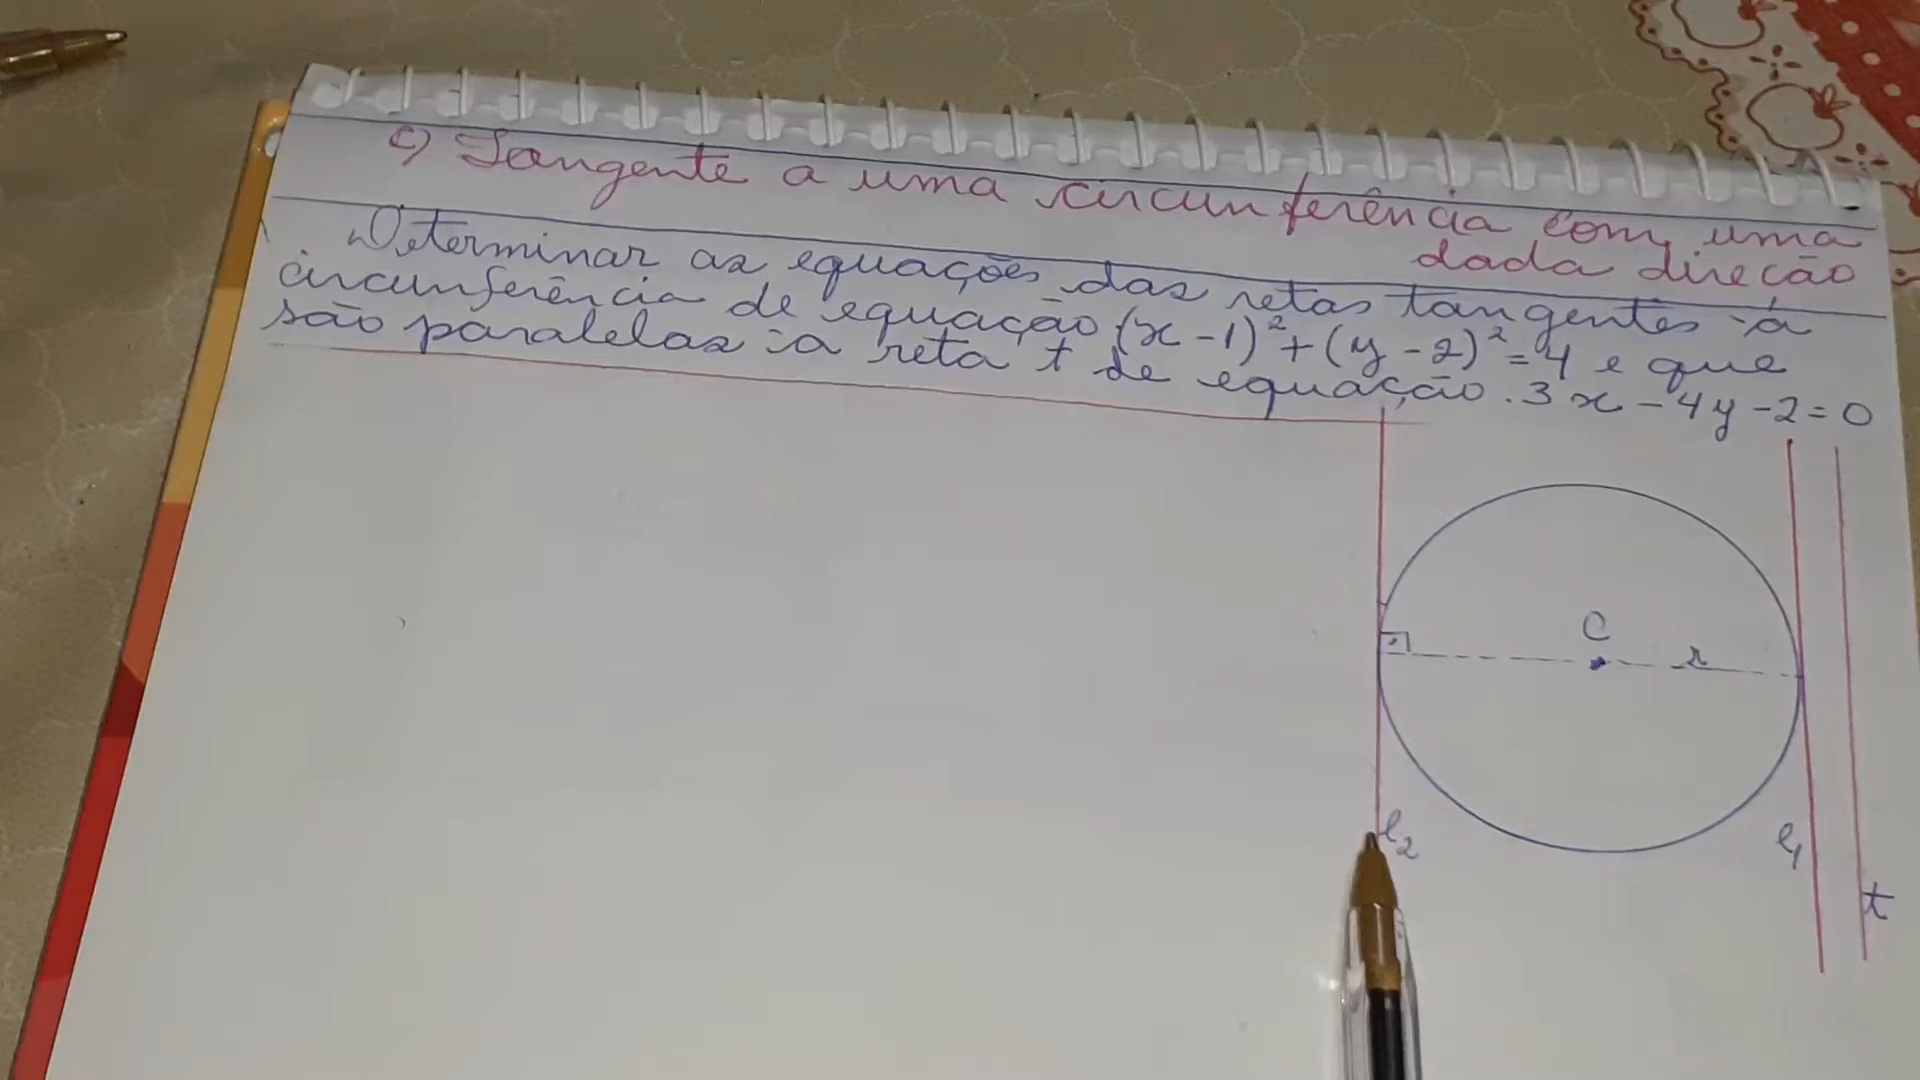 c) Tangente a uma circunferência com uma
dada direção
Determinar as equações das retas tangentes à
circunferência de equação (x-1)²+(y-2)²=4 e que
são paralelas à reta t de equação. 3x-4y-2=0
C
r
l₂
l₁
t